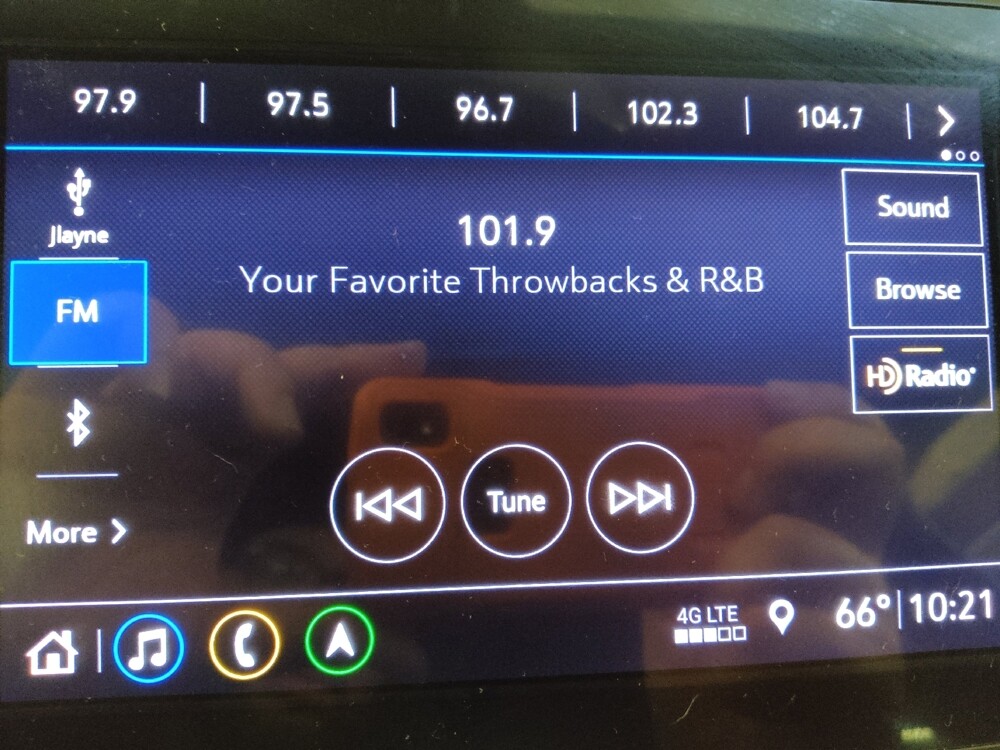 97.9 97.5 96.7 102.3 104.7
Jlayne
101.9
Sound
Your Favorite Throwbacks & R&B
FM
Browse
HD Radio
Tune
More
4G LTE
66° 10:21